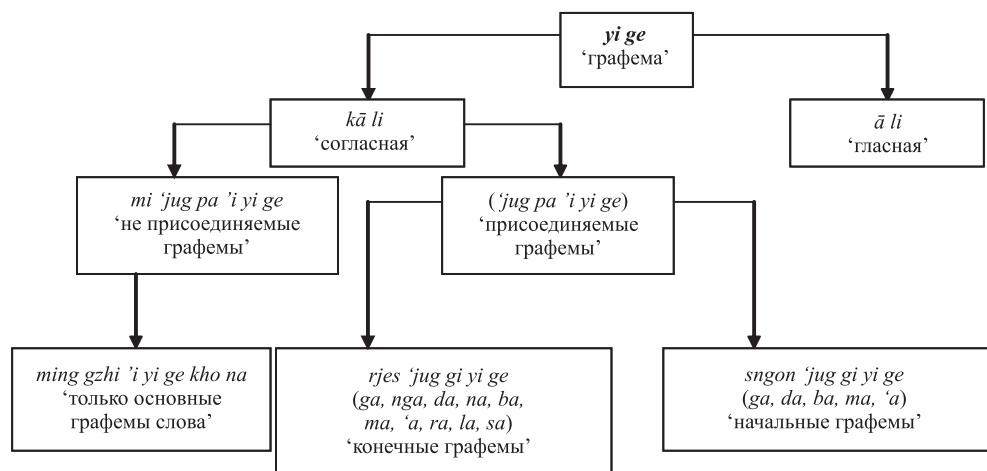 yi ge
‘графема’
kā li
‘согласная’
ā li
‘гласная’
mi ‘jug pa ’i yi ge
‘не присоединяемые
графемы’
(‘jug pa ’i yi ge)
‘присоединяемые
графемы’
ming gzhi ’i yi ge kho na
‘только основные
графемы слова’
rjes ‘jug gi yi ge
(ga, nga, da, na, ba,
ma, ‘a, ra, la, sa)
‘конечные графемы’
sngon ‘jug gi yi ge
(ga, da, ba, ma, ‘a)
‘начальные графемы’